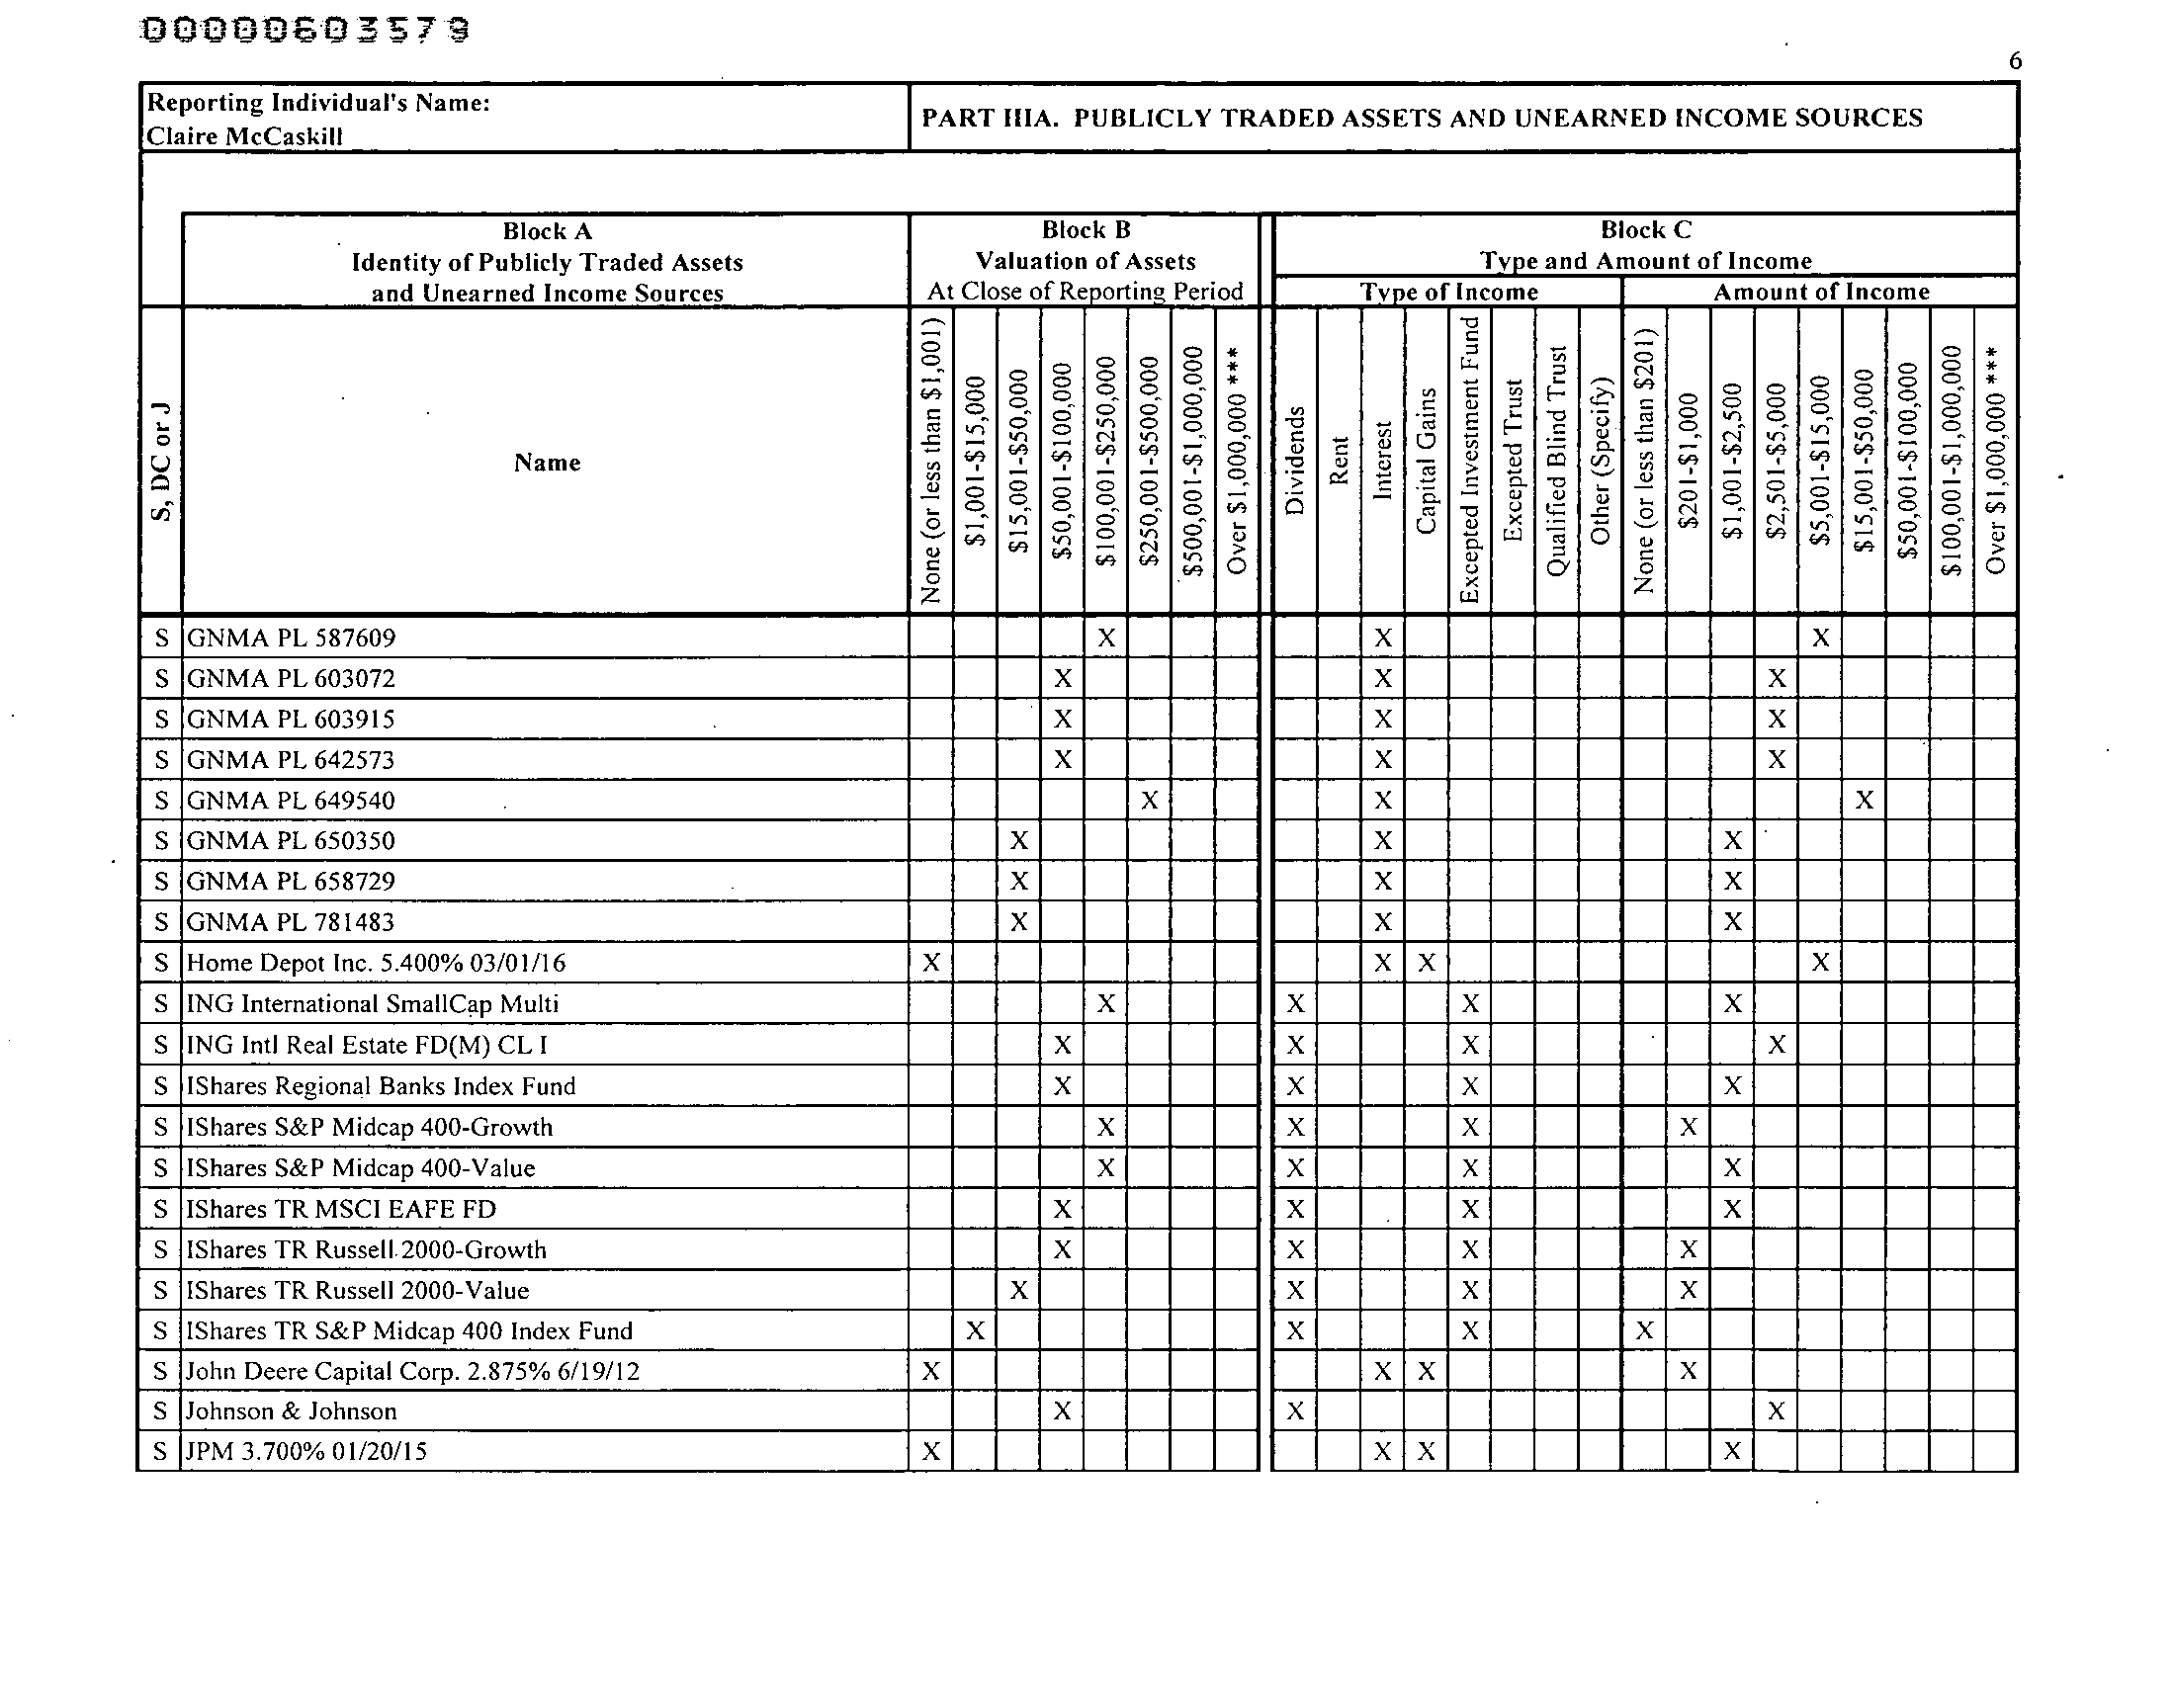 00000603579
6
Reporting Individual's Name:
Claire McCaskill
PART IIIA. PUBLICLY TRADED ASSETS AND UNEARNED INCOME SOURCES
Block A
Identity of Publicly Traded Assets
and Unearned Income Sources
Block B
Valuation of Assets
At Close of Reporting Period
Block C
Type and Amount of Income
Type of Income
Amount of Income
S, DC or J
Name
None (or less than $1,001)
$1,001-$15,000
$15,001-$50,000
$50,001-$100,000
$100,001-$250,000
$250,001-$500,000
$500,001-$1,000,000
Over $1,000,000 ***
Dividends
Rent
Interest
Capital Gains
Excepted Investment Fund
Excepted Trust
Qualified Blind Trust
Other (Specify)
None (or less than $201)
$201-$1,000
$1,001-$2,500
$2,501-$5,000
$5,001-$15,000
$15,001-$50,000
$50,001-$100,000
$100,001-$1,000,000
Over $1,000,000 ***
S GNMA PL 587609 X X X
S GNMA PL 603072 X X X
S GNMA PL 603915 X X X
S GNMA PL 642573 X X X
S GNMA PL 649540 X X X
S GNMA PL 650350 X X X
S GNMA PL 658729 X X X
S GNMA PL 781483 X X X
S Home Depot Inc. 5.400% 03/01/16 X X X X
S ING International SmallCap Multi X X X X
S ING Intl Real Estate FD(M) CL I X X X X
S IShares Regional Banks Index Fund X X X X
S IShares S&P Midcap 400-Growth X X X X
S IShares S&P Midcap 400-Value X X X X
S IShares TR MSCI EAFE FD X X X X
S IShares TR Russell 2000-Growth X X X X
S IShares TR Russell 2000-Value X X X X
S IShares TR S&P Midcap 400 Index Fund X X X X
S John Deere Capital Corp. 2.875% 6/19/12 X X X X
S Johnson & Johnson X X X
S JPM 3.700% 01/20/15 X X X X